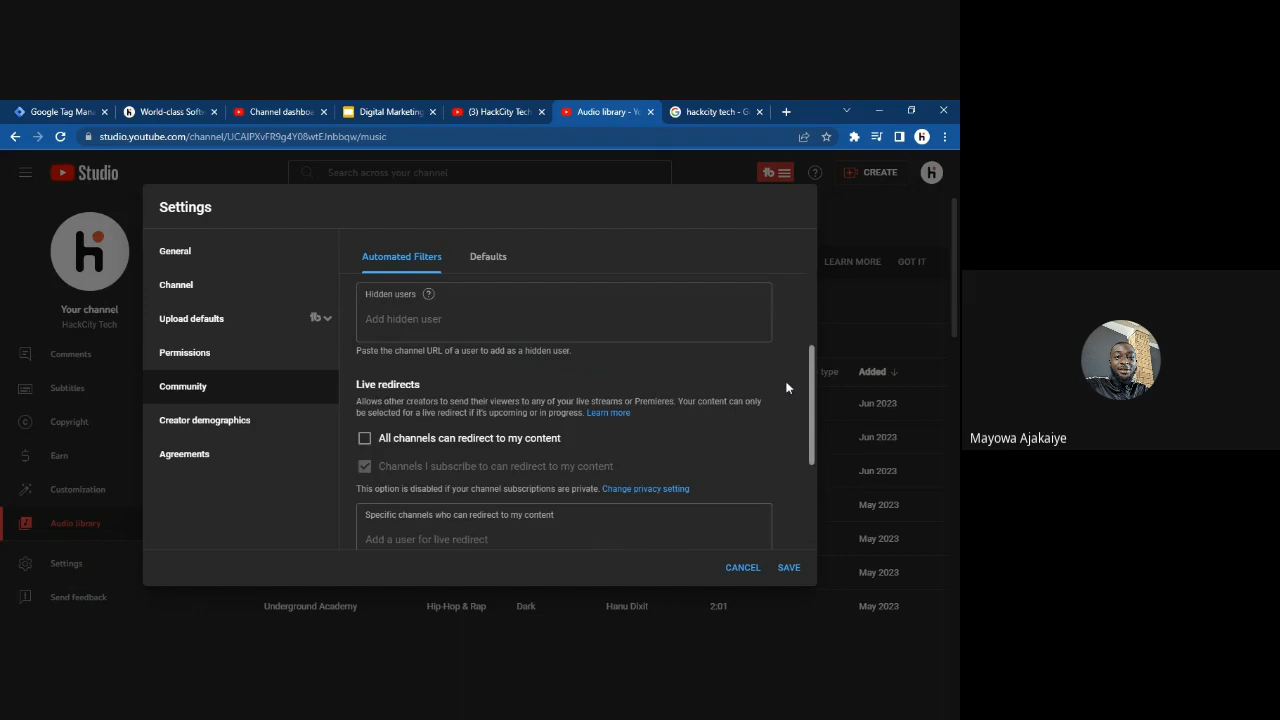 Google Tag Mana
World-class Softw
Channel dashboa
Digital Marketing
(3) HackCity Tech
Audio library - Yo
hackcity tech - Go
studio.youtube.com/channel/
/music
Studio
Search across your channel
CREATE
Settings
General
Channel
Upload defaults
Permissions
Community
Creator demographics
Agreements
Automated Filters
Defaults
Hidden users
Add hidden user
Paste the channel URL of a user to add as a hidden user.
Live redirects
Allows other creators to send their viewers to any of your live streams or Premieres. Your content can only
be selected for a live redirect if it's upcoming or in progress. Learn more
All channels can redirect to my content
Channels I subscribe to can redirect to my content
This option is disabled if your channel subscriptions are private. Change privacy setting
Specific channels who can redirect to my content
Add a user for live redirect
CANCEL
SAVE
Your channel
HackCity Tech
Comments
Subtitles
Copyright
Earn
Customization
Audio library
Settings
Send feedback
LEARN MORE
GOT IT
type
Added
Jun 2023
Jun 2023
Jun 2023
May 2023
May 2023
May 2023
Underground Academy Hip-Hop & Rap Dark Hanu Dixit 2:01 May 2023
Mayowa Ajakaiye